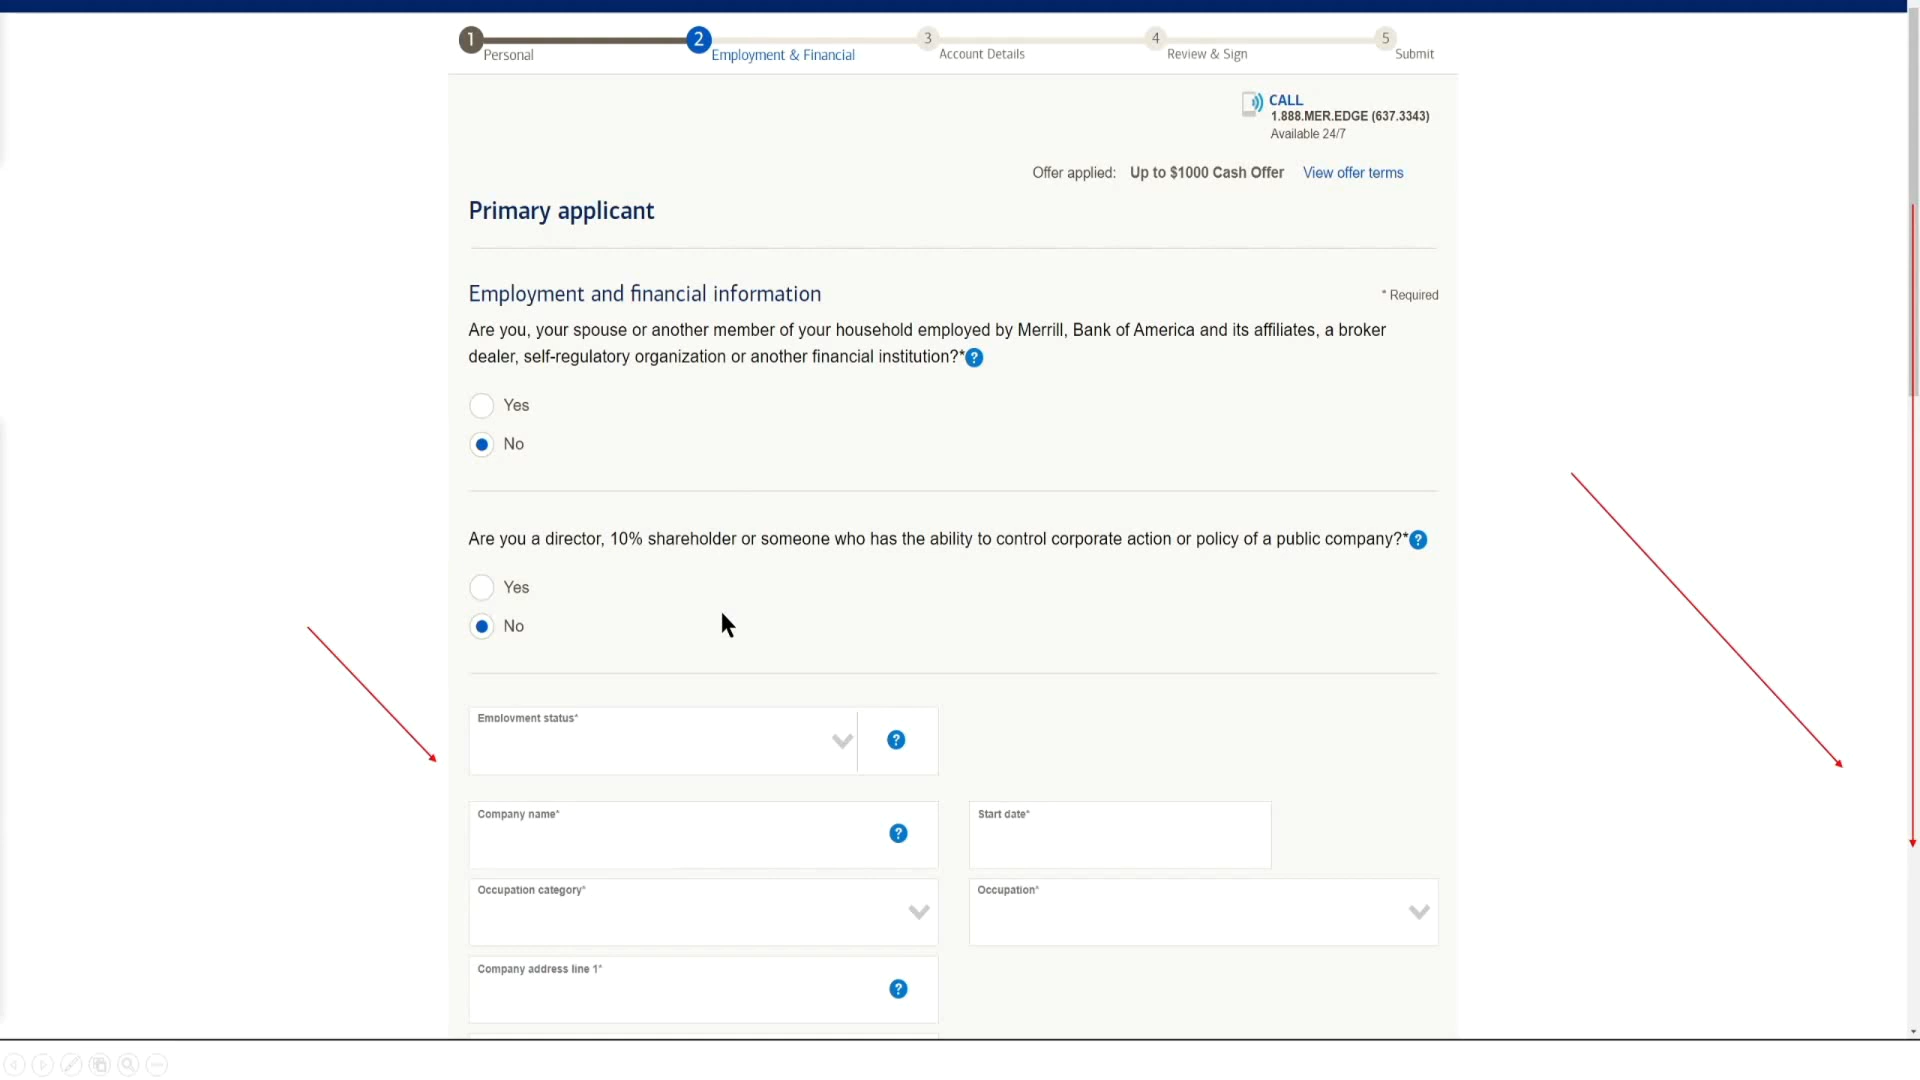 1
2
3
4
5
Personal
Employment & Financial
Account Details
Review & Sign
Submit
CALL
1.888.MER.EDGE (637.3343)
Available 24/7
Offer applied: Up to $1000 Cash Offer View offer terms
Primary applicant
Employment and financial information
* Required
Are you, your spouse or another member of your household employed by Merrill, Bank of America and its affiliates, a broker
dealer, self-regulatory organization or another financial institution?* ?
Yes
No
Are you a director, 10% shareholder or someone who has the ability to control corporate action or policy of a public company?* ?
Yes
No
Employment status*
?
Company name*
?
Start date*
Occupation category*
Occupation*
Company address line 1*
?